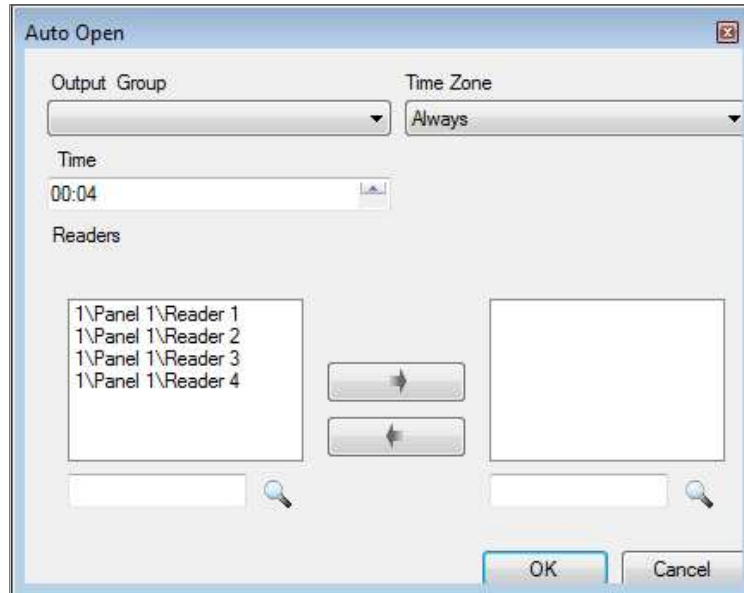 Auto Open
Output Group
Time Zone
Always
Time
00:04
Readers
1\Panel 1\Reader 1
1\Panel 1\Reader 2
1\Panel 1\Reader 3
1\Panel 1\Reader 4
OK
Cancel